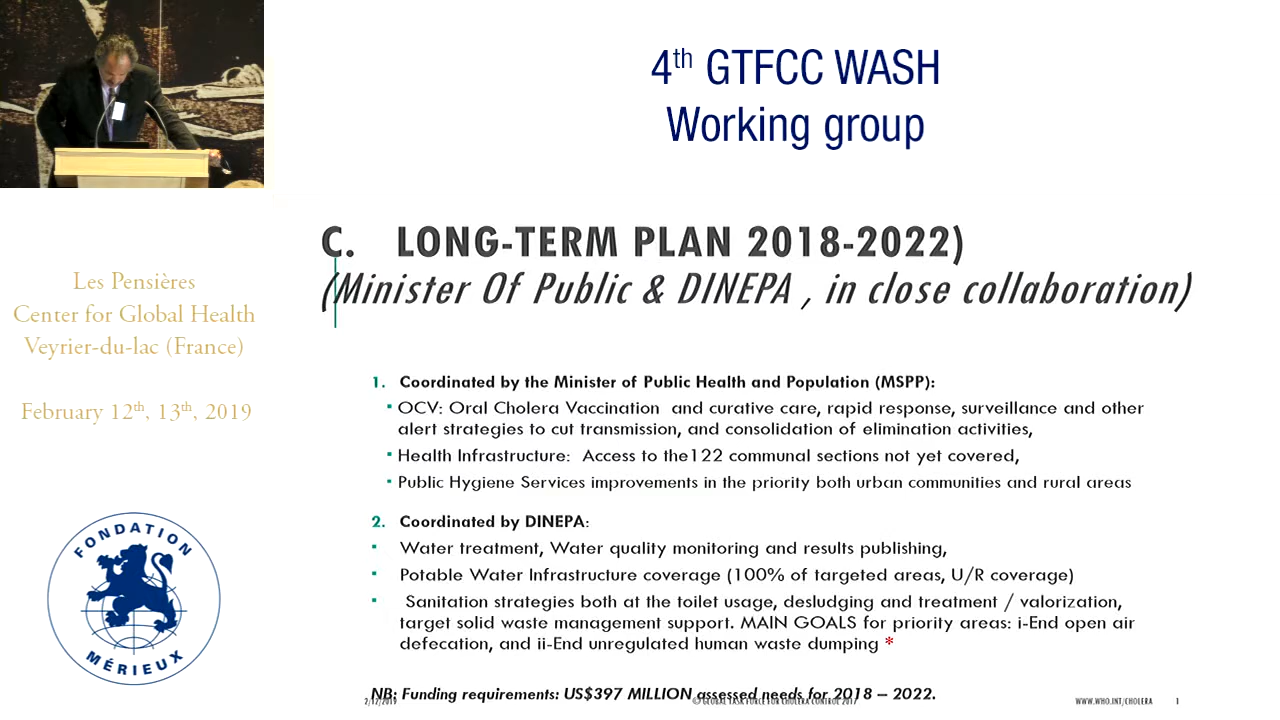 4th GTFCC WASH
Working group
C. LONG-TERM PLAN 2018-2022)
(Minister Of Public & DINEPA , in close collaboration)
Les Pensières
Center for Global Health
Veyrier-du-lac (France)
February 12th, 13th, 2019
1. Coordinated by the Minister of Public Health and Population (MSPP):
▪ OCV: Oral Cholera Vaccination and curative care, rapid response, surveillance and other
alert strategies to cut transmission, and consolidation of elimination activities,
▪ Health Infrastructure: Access to the122 communal sections not yet covered,
▪ Public Hygiene Services improvements in the priority both urban communities and rural areas
2. Coordinated by DINEPA:
▪ Water treatment, Water quality monitoring and results publishing,
▪ Potable Water Infrastructure coverage (100% of targeted areas, U/R coverage)
▪ Sanitation strategies both at the toilet usage, desludging and treatment / valorization,
target solid waste management support. MAIN GOALS for priority areas: i-End open air
defecation, and ii-End unregulated human waste dumping *
NB: Funding requirements: US$397 MILLION assessed needs for 2018 – 2022.
2/12/2019 © GLOBAL TASK FORCE FOR CHOLERA CONTROL 2017 WWW.WHO.INT/CHOLERA 1
FONDATION
MÉRIEUX